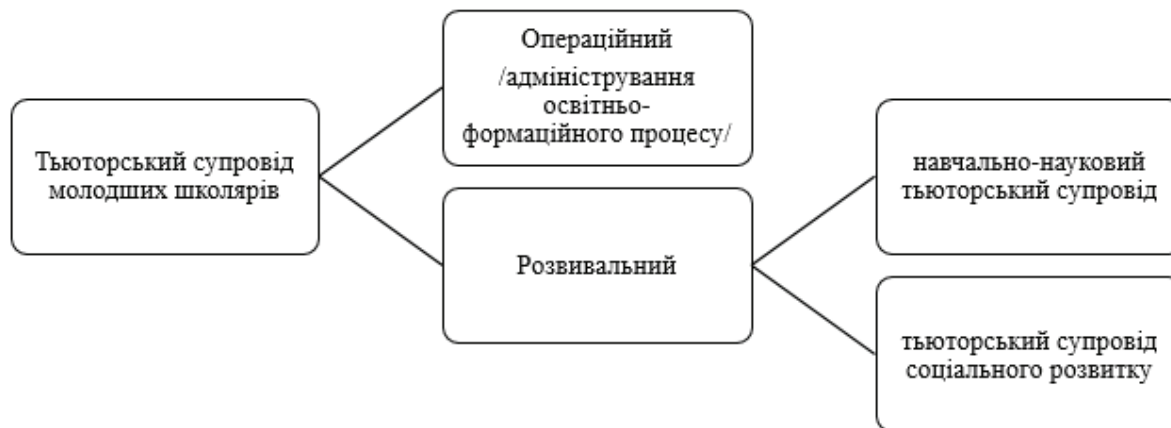 Тьюторський супровід
молодших школярів
Операційний
/адміністрування
освітньо-
формаційного процесу/
Розвивальний
навчально-науковий
тьюторський супровід
тьюторський супровід
соціального розвитку